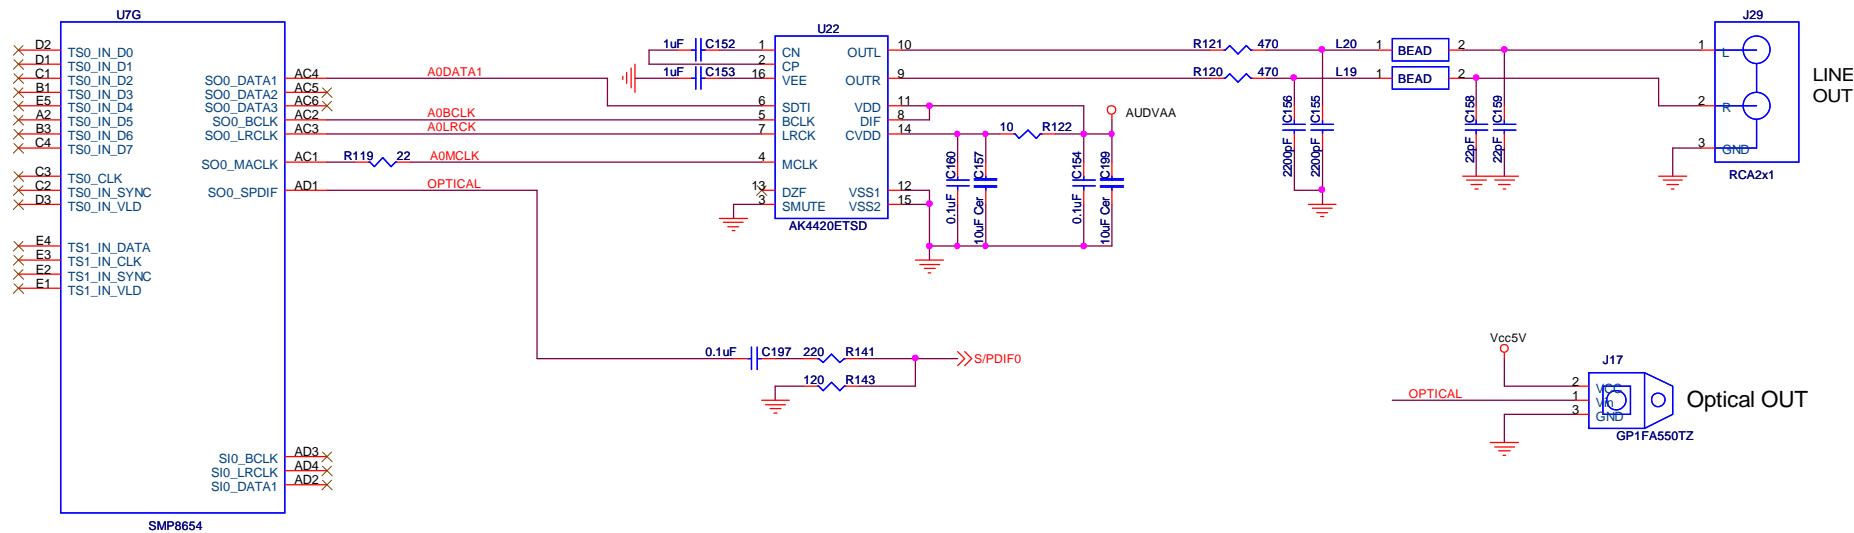 U7G
D2 TS0_IN_D0
D1 TS0_IN_D1
C1 TS0_IN_D2
B1 TS0_IN_D3
E5 TS0_IN_D4
A2 TS0_IN_D5
B3 TS0_IN_D6
C4 TS0_IN_D7
C3 TS0_CLK
C2 TS0_IN_SYNC
D3 TS0_IN_VLD
E4 TS1_IN_DATA
E3 TS1_IN_CLK
E2 TS1_IN_SYNC
E1 TS1_IN_VLD
SO0_DATA1 AC4 A0DATA1
SO0_DATA2 AC5
SO0_DATA3 AC6
SO0_BCLK AC2 A0BCLK
SO0_LRCLK AC3 A0LRCK
SO0_MACLK AC1 R119 22 A0MCLK
SO0_SPDIF AD1 OPTICAL
SI0_BCLK AD3
SI0_LRCLK AD4
SI0_DATA1 AD2
SMP8654
U22
1uF C152 1 CN
2 CP
1uF C153 16 VEE
6 SDTI
5 BCLK
7 LRCK
4 MCLK
13 DZF
3 SMUTE
OUTL 10
OUTR 9
VDD 11
DIF 8
CVDD 14
VSS1 12
VSS2 15
AK4420ETSD
10 R122
AUDVAA
0.1uF C160
10uF Cer C157
0.1uF C154
10uF Cer C199
R121 470 L20 1 BEAD 2
R120 470 L19 1 BEAD 2
2200pF C156
2200pF C155
22pF C158
22pF C159
J29
1 L
2 R
3 GND
RCA2x1
LINE
OUT
0.1uF C197 220 R141 S/PDIF0
120 R143
Vcc5V
J17
2 VCC
OPTICAL 1 Vin
3 GND
GP1FA550TZ
Optical OUT